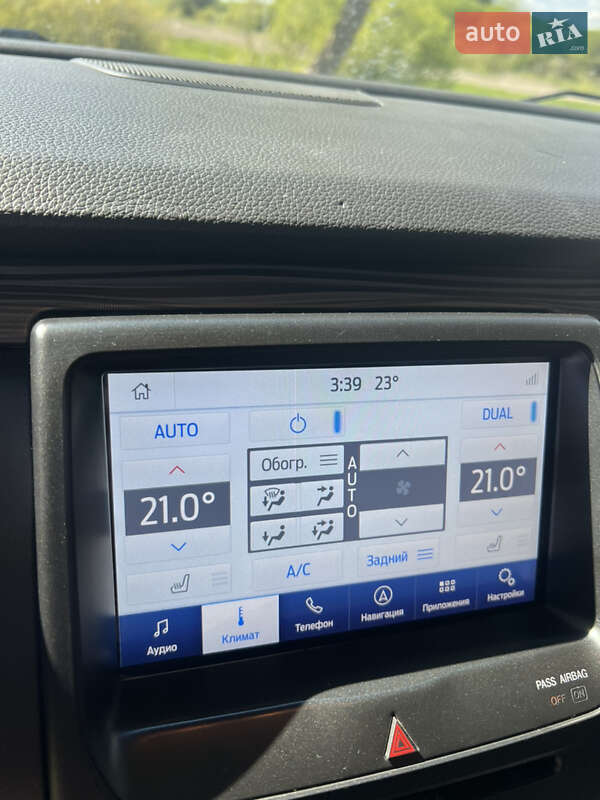 auto RIA .com
3:39 23°
AUTO
DUAL
Обогр.
AUTO
21.0°
21.0°
A/C
Задний
Аудио
Климат
Телефон
Навигация
Приложения
Настройки
PASS AIRBAG
OFF ON